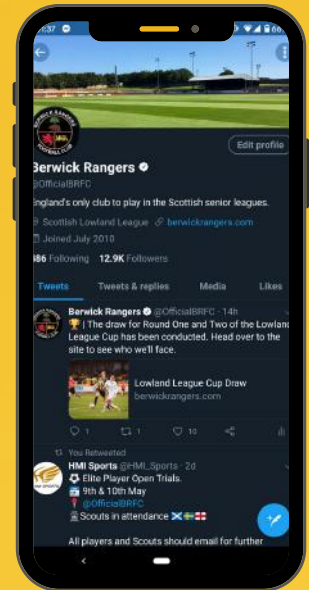 :37
66
Edit profile
Berwick Rangers
@OfficialBRFC
England's only club to play in the Scottish senior leagues.
Scottish Lowland League berwickrangers.com
Joined July 2010
486 Following 12.9K Followers
Tweets Tweets & replies Media Likes
Berwick Rangers @OfficialBRFC · 14h
| The draw for Round One and Two of the Lowland
League Cup has been conducted. Head over to the
site to see who we'll face.
Lowland League Cup Draw
berwickrangers.com
1 1 10
You Retweeted
HMI Sports @HMI_Sports · 2d
Elite Player Open Trials.
9th & 10th May
@OfficialBRFC
Scouts in attendance
All players and Scouts should email for further